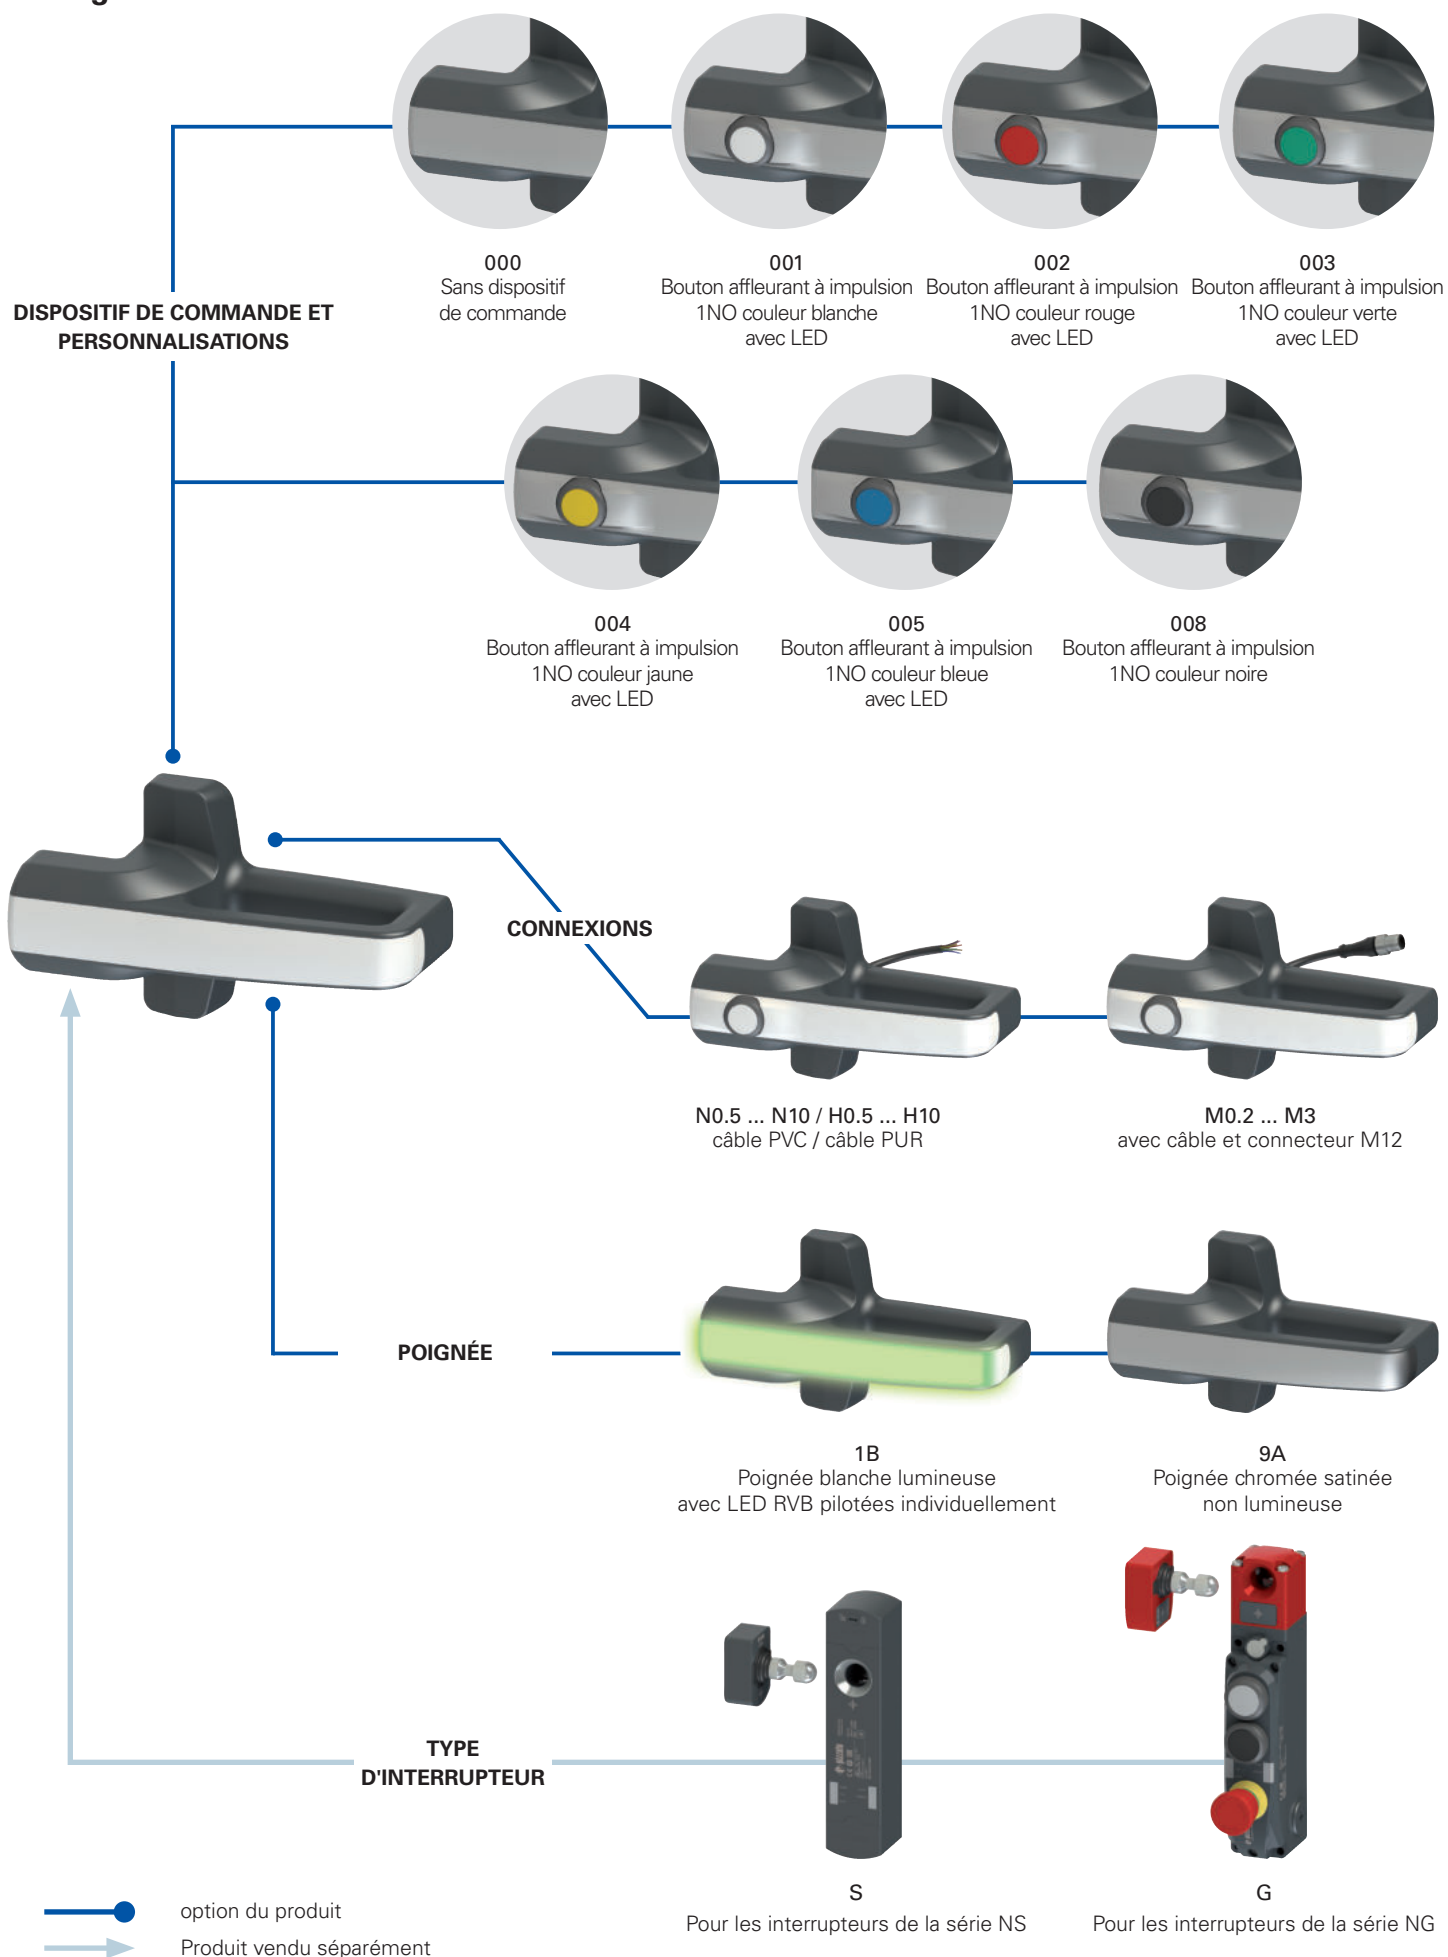 000
Sans dispositif
de commande
001
Bouton affleurant à impulsion
1NO couleur blanche
avec LED
002
Bouton affleurant à impulsion
1NO couleur rouge
avec LED
003
Bouton affleurant à impulsion
1NO couleur verte
avec LED
DISPOSITIF DE COMMANDE ET
PERSONNALISATIONS
004
Bouton affleurant à impulsion
1NO couleur jaune
avec LED
005
Bouton affleurant à impulsion
1NO couleur bleue
avec LED
008
Bouton affleurant à impulsion
1NO couleur noire
CONNEXIONS
N0.5 ... N10 / H0.5 ... H10
câble PVC / câble PUR
M0.2 ... M3
avec câble et connecteur M12
POIGNÉE
1B
Poignée blanche lumineuse
avec LED RVB pilotées individuellement
9A
Poignée chromée satinée
non lumineuse
TYPE
D'INTERRUPTEUR
S
Pour les interrupteurs de la série NS
G
Pour les interrupteurs de la série NG
option du produit
Produit vendu séparément